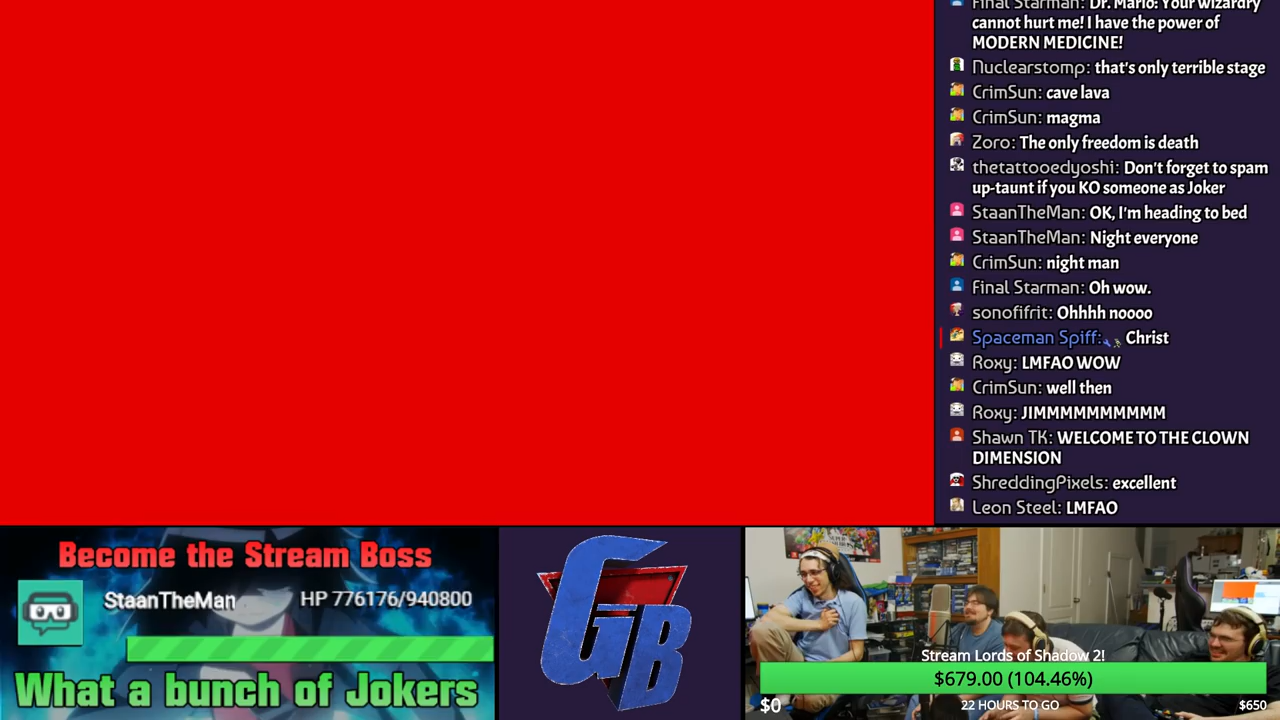 Final Starman: Dr. Mario: Your wizardry
cannot hurt me! I have the power of
MODERN MEDICINE!
Nuclearstomp: that's only terrible stage
CrimSun: cave lava
CrimSun: magma
Zoro: The only freedom is death
thetattooedyoshi: Don't forget to spam
up-taunt if you KO someone as Joker
StaanTheMan: OK, I'm heading to bed
StaanTheMan: Night everyone
CrimSun: night man
Final Starman: Oh wow.
sonofifrit: Ohhhh noooo
Spaceman Spiff: Christ
Roxy: LMFAO WOW
CrimSun: well then
Roxy: JIMMMMMMMMMM
Shawn TK: WELCOME TO THE CLOWN
DIMENSION
ShreddingPixels: excellent
Leon Steel: LMFAO
Become the Stream Boss
StaanTheMan HP 776176/940800
What a bunch of Jokers
GB
Stream Lords of Shadow 2!
$679.00 (104.46%)
$0 22 HOURS TO GO $650